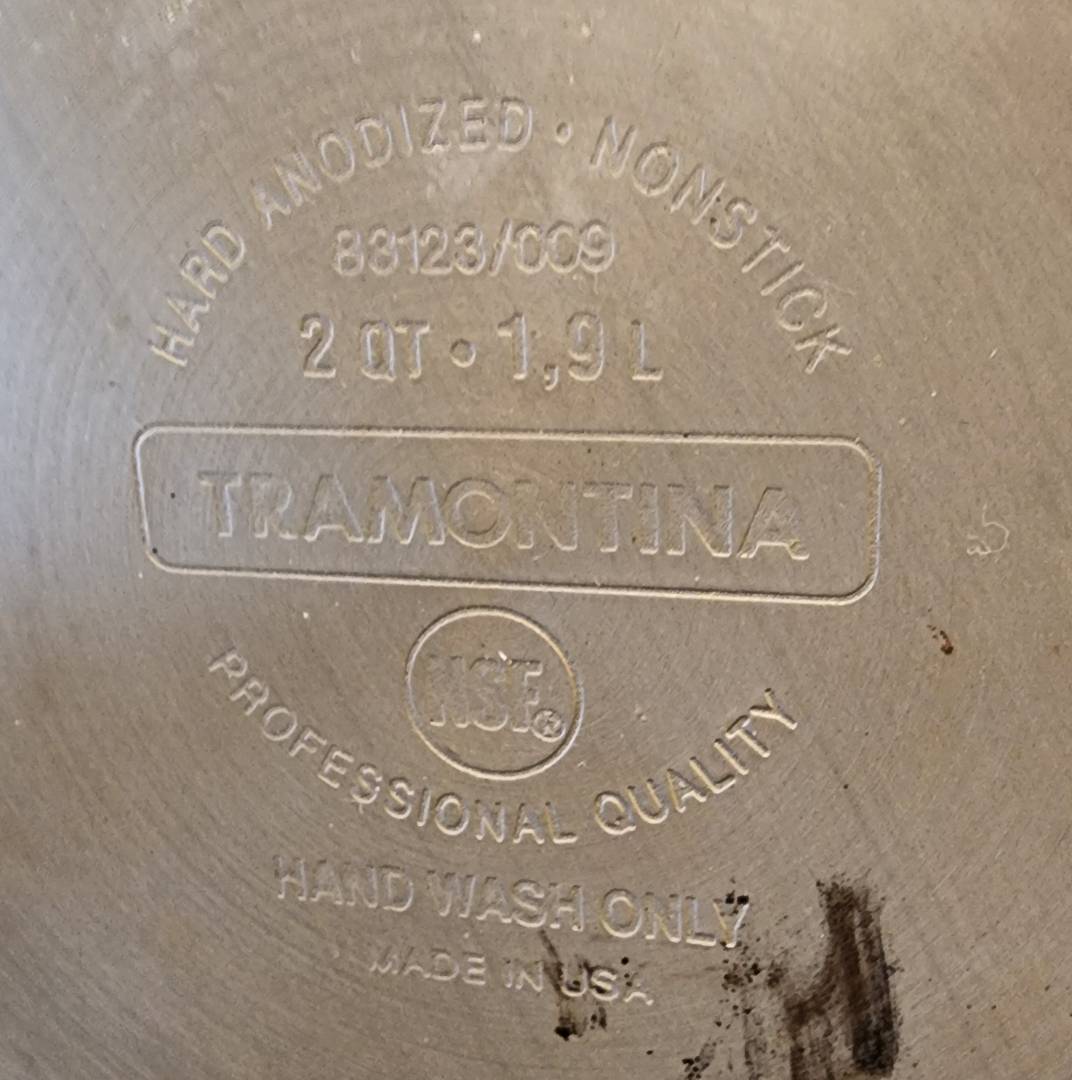 HARD ANODIZED • NONSTICK
83123/009
2 QT • 1,9 L
TRAMONTINA
NSF®
PROFESSIONAL QUALITY
HAND WASH ONLY
MADE IN USA